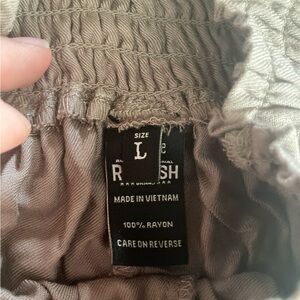 SIZE
L
MADE IN VIETNAM
100% RAYON
CARE ON REVERSE